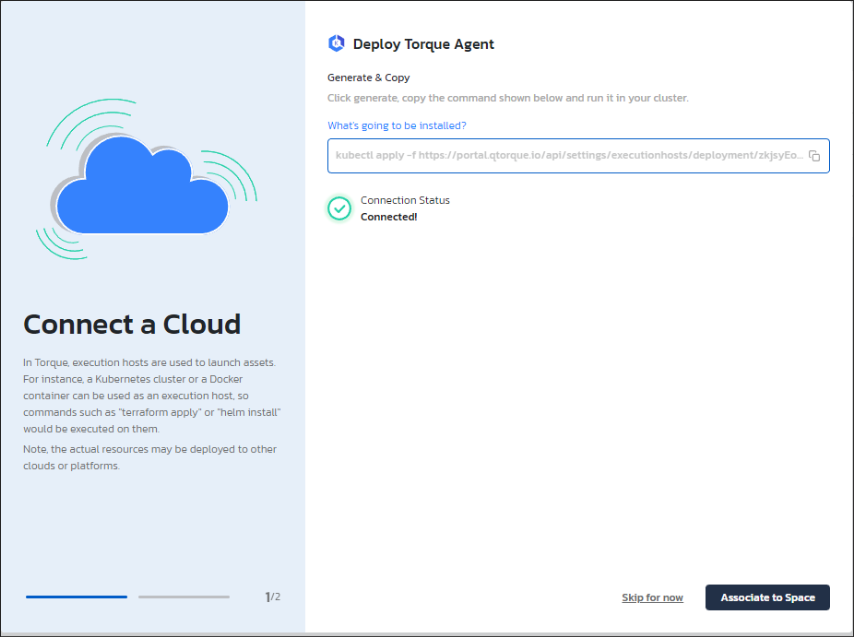 Deploy Torque Agent
Generate & Copy
Click generate, copy the command shown below and run it in your cluster.
What's going to be installed?
kubectl apply -f https://portal.qtorque.io/api/settings/executionhosts/deployment/zkjsyEo...
Connection Status
Connected!
Connect a Cloud
In Torque, execution hosts are used to launch assets.
For instance, a Kubernetes cluster or a Docker
container can be used as an execution host, so
commands such as "terraform apply" or "helm install"
would be executed on them.
Note, the actual resources may be deployed to other
clouds or platforms.
1/2
Skip for now
Associate to Space